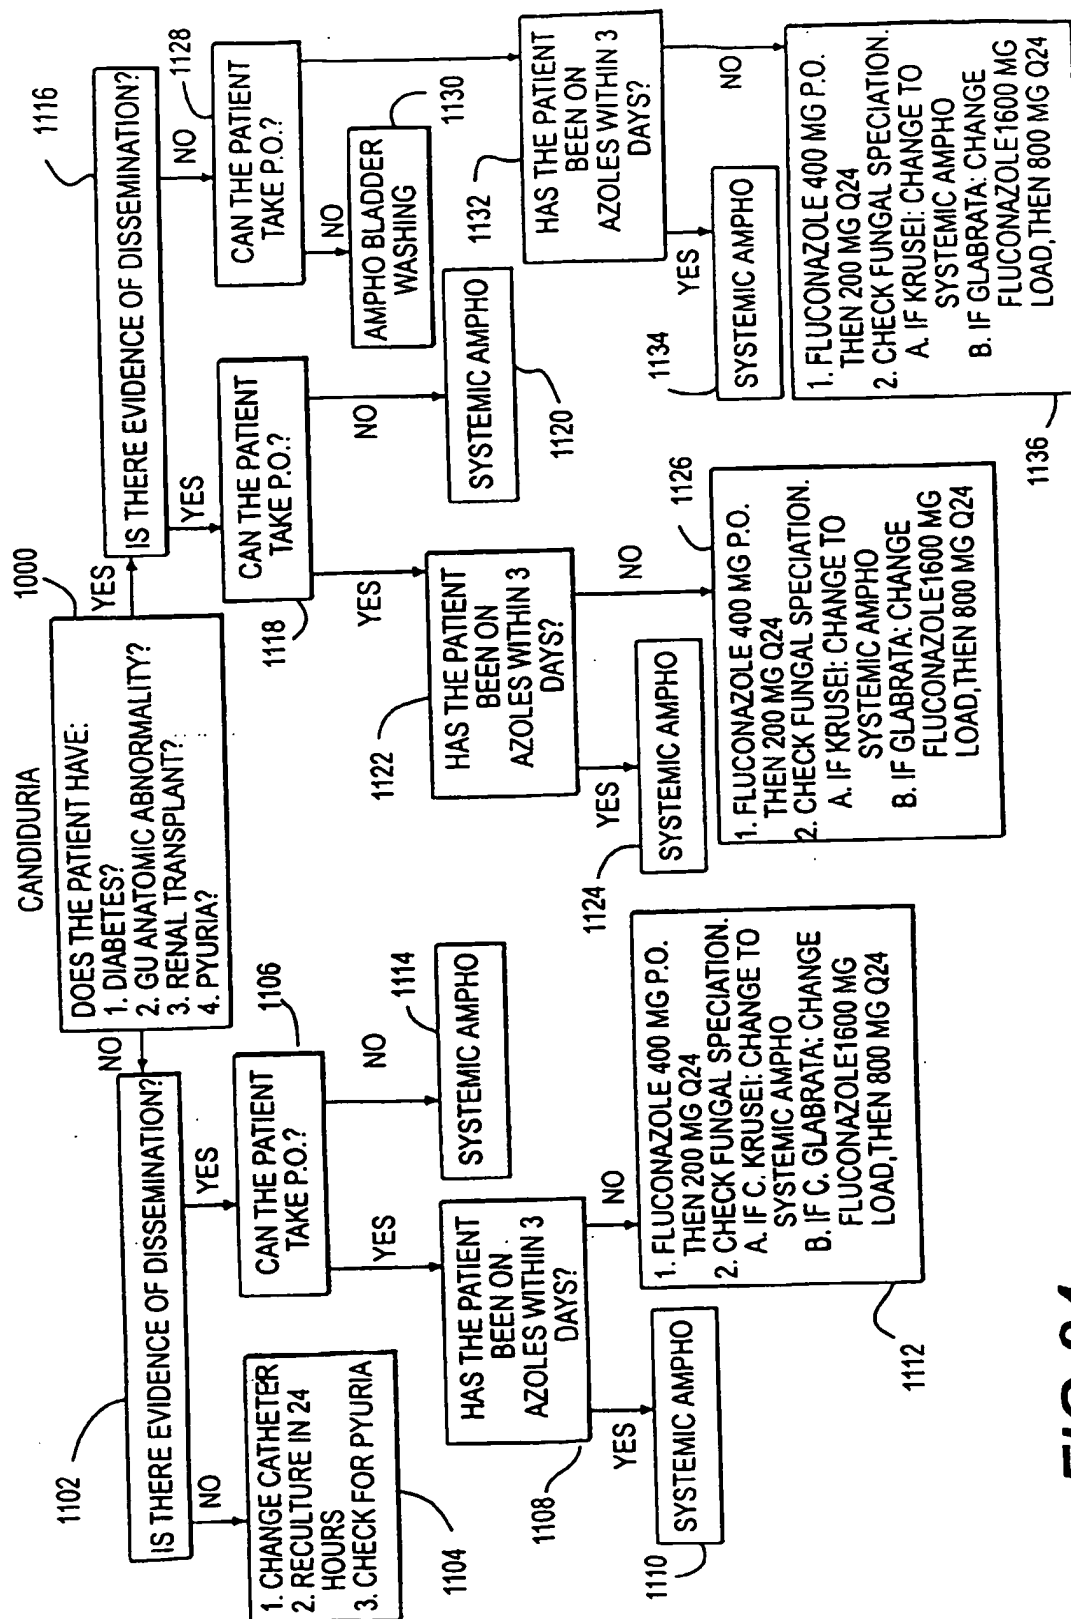 CANDIDURIA
1000
DOES THE PATIENT HAVE:
1. DIABETES?
2. GU ANATOMIC ABNORMALITY?
3. RENAL TRANSPLANT?
4. PYURIA?
NO
YES
1102
IS THERE EVIDENCE OF DISSEMINATION?
NO
YES
1. CHANGE CATHETER
2. RECULTURE IN 24
HOURS
3. CHECK FOR PYURIA
1104
1106
CAN THE PATIENT
TAKE P.O.?
YES
NO
SYSTEMIC AMPHO
1114
HAS THE PATIENT
BEEN ON
AZOLES WITHIN 3
DAYS?
1108
YES
NO
SYSTEMIC AMPHO
1110
1. FLUCONAZOLE 400 MG P.O.
THEN 200 MG Q24
2. CHECK FUNGAL SPECIATION.
A. IF C. KRUSEI: CHANGE TO
SYSTEMIC AMPHO
B. IF C. GLABRATA: CHANGE
FLUCONAZOLE1600 MG
LOAD,THEN 800 MG Q24
1112
1116
IS THERE EVIDENCE OF DISSEMINATION?
YES
NO
CAN THE PATIENT
TAKE P.O.?
1118
YES
NO
SYSTEMIC AMPHO
1120
1122
HAS THE PATIENT
BEEN ON
AZOLES WITHIN 3
DAYS?
YES
NO
1124
SYSTEMIC AMPHO
1126
1. FLUCONAZOLE 400 MG P.O.
THEN 200 MG Q24
2. CHECK FUNGAL SPECIATION.
A. IF KRUSEI: CHANGE TO
SYSTEMIC AMPHO
B. IF GLABRATA: CHANGE
FLUCONAZOLE1600 MG
LOAD,THEN 800 MG Q24
1128
CAN THE PATIENT
TAKE P.O.?
NO
AMPHO BLADDER
WASHING
1130
1132
HAS THE PATIENT
BEEN ON
AZOLES WITHIN 3
DAYS?
YES
NO
1134
SYSTEMIC AMPHO
1. FLUCONAZOLE 400 MG P.O.
THEN 200 MG Q24
2. CHECK FUNGAL SPECIATION.
A. IF KRUSEI: CHANGE TO
SYSTEMIC AMPHO
B. IF GLABRATA: CHANGE
FLUCONAZOLE1600 MG
LOAD,THEN 800 MG Q24
1136